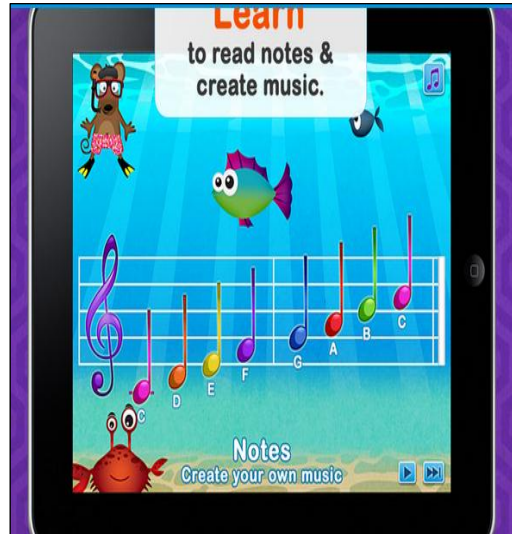 Learn
to read notes &
create music.
C D E F G A B C
Notes
Create your own music